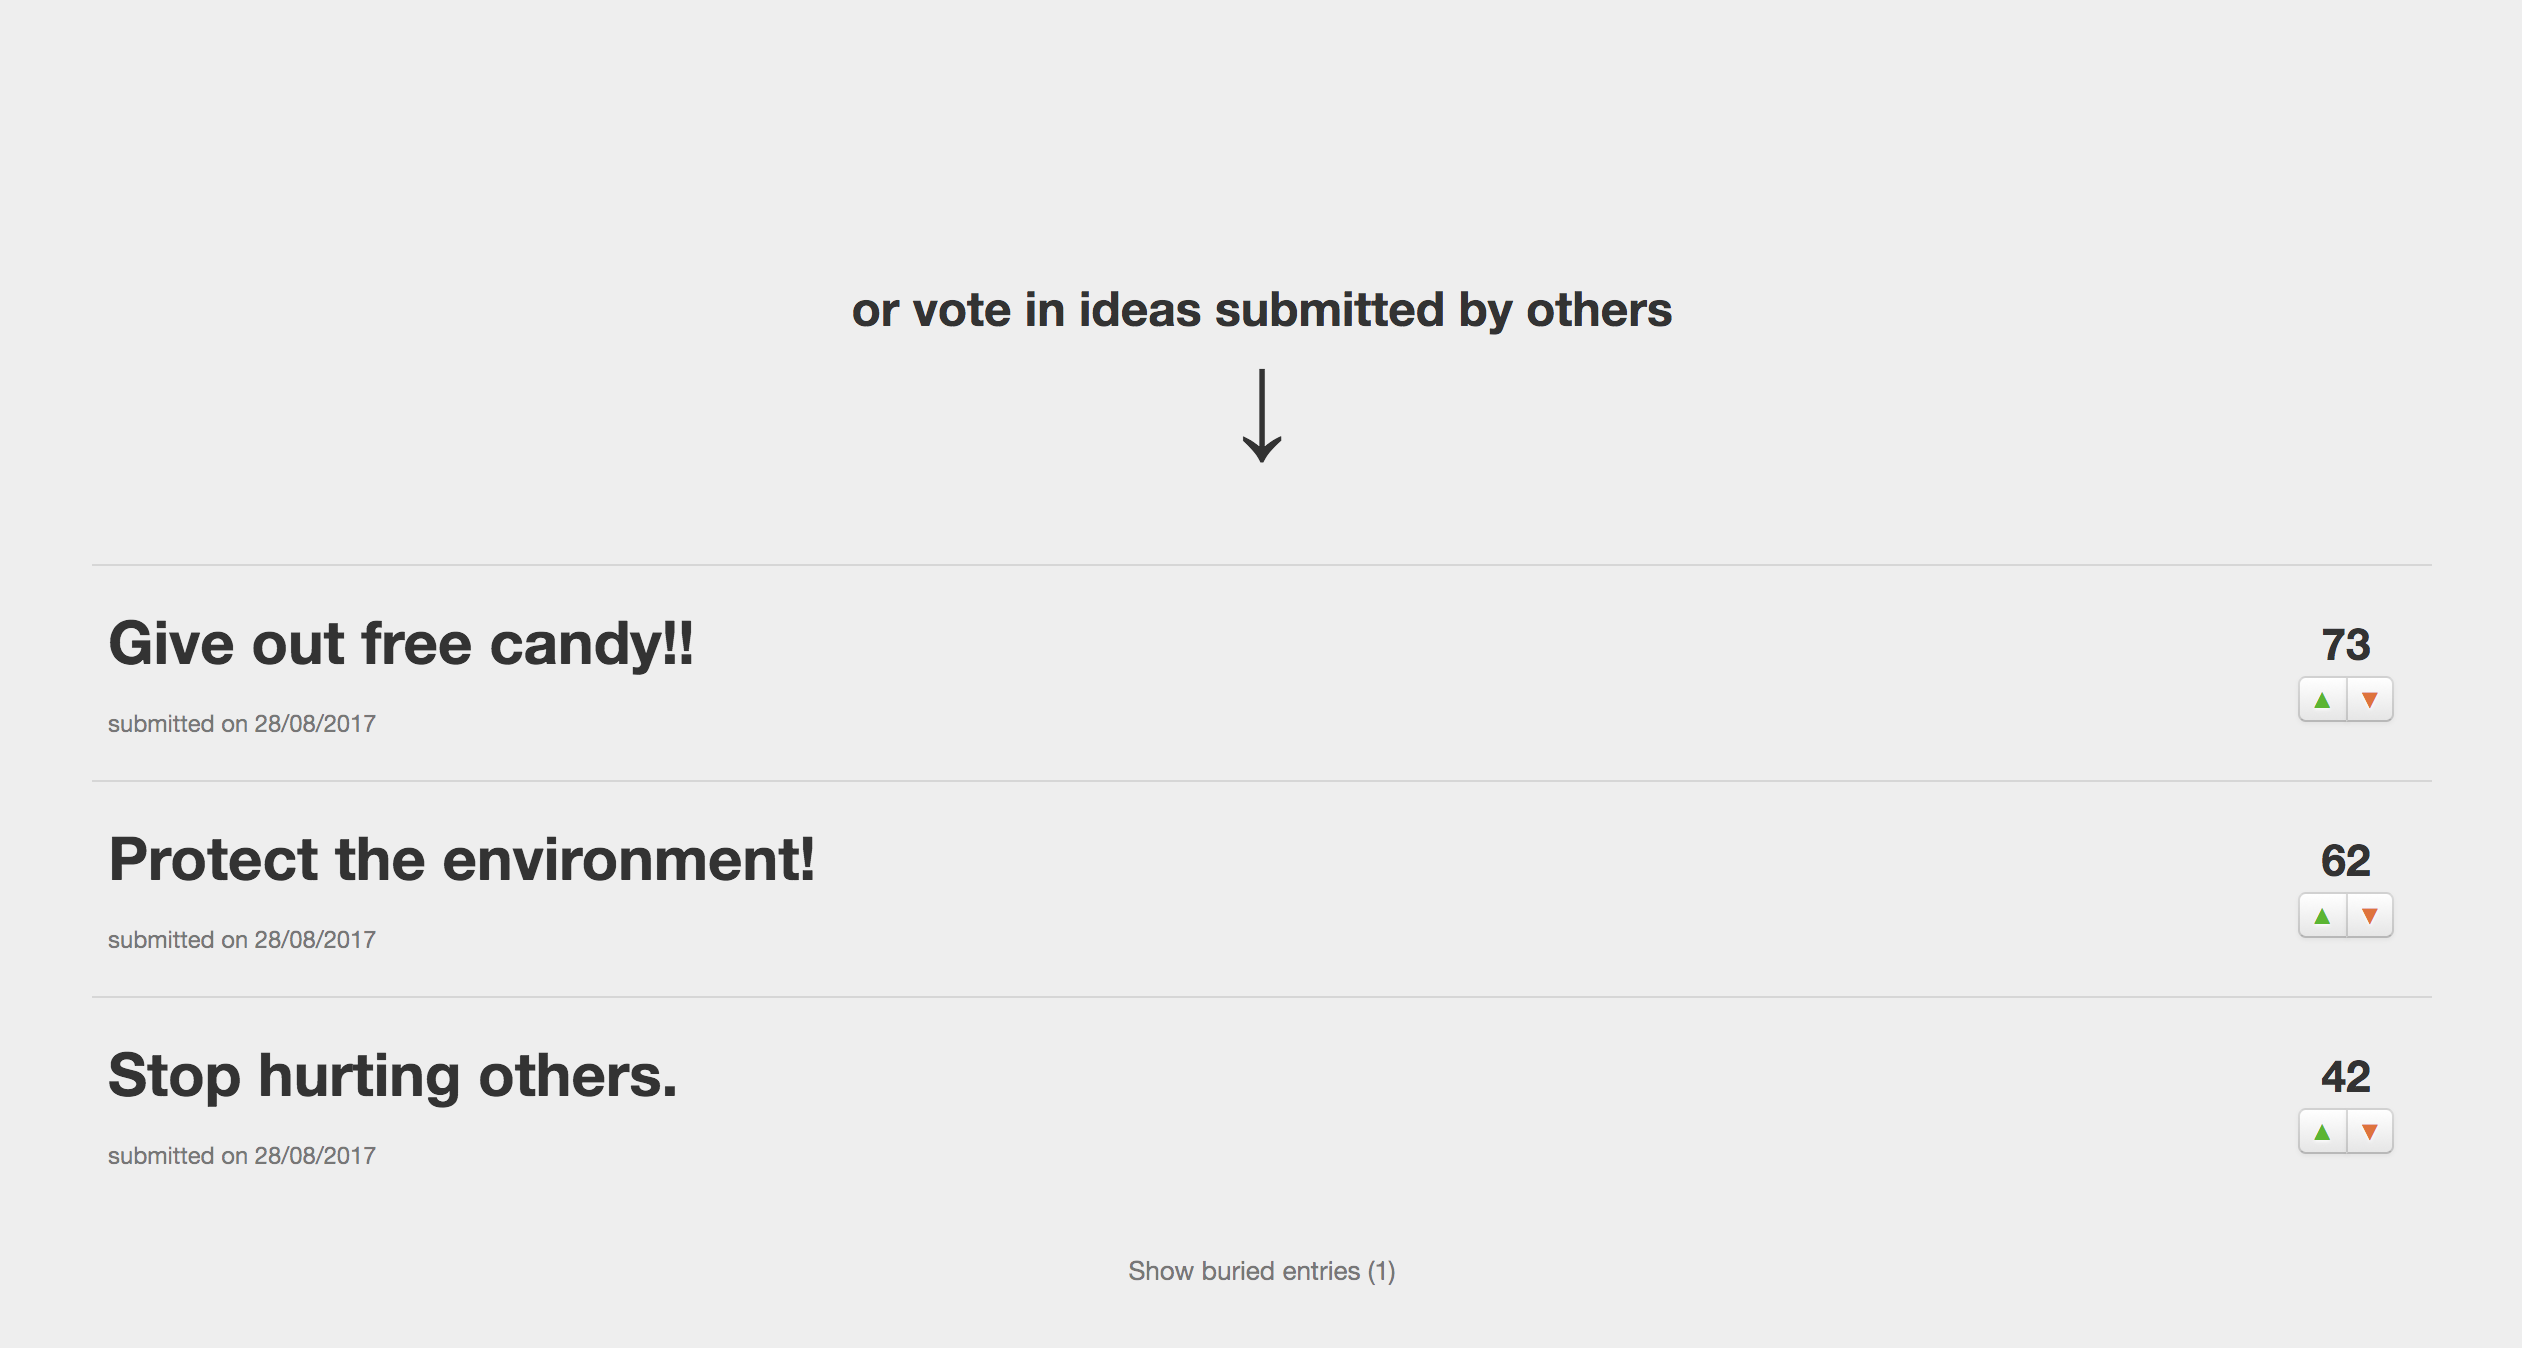 or vote in ideas submitted by others
Give out free candy!!
73
submitted on 28/08/2017
Protect the environment!
62
submitted on 28/08/2017
Stop hurting others.
42
submitted on 28/08/2017
Show buried entries (1)